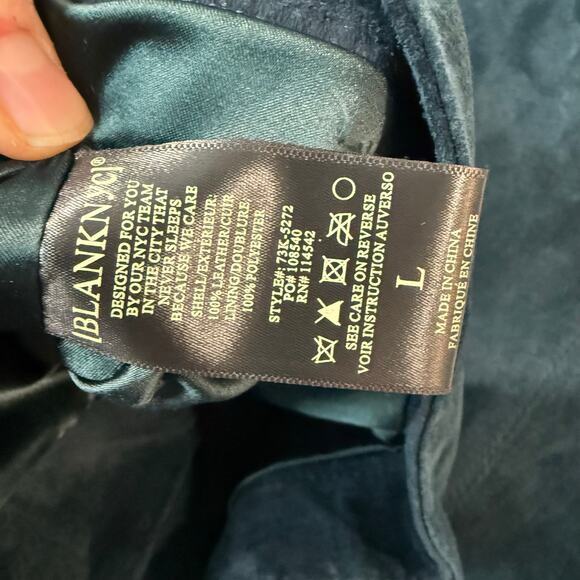 [BLANKNYC]®
DESIGNED FOR YOU
BY OUR NYC TEAM
IN THE CITY THAT
NEVER SLEEPS
BECAUSE WE CARE
SHELL/EXTERIEUR:
100% LEATHER/CUIR
LINING/DOUBLURE
100% POLYESTER
STYLE#: 73K-5272
PO# 108540
RN# 114542
SEE CARE ON REVERSE
VOIR INSTRUCTION AUVERSO
L
MADE IN CHINA
FABRIQUÉ EN CHINE